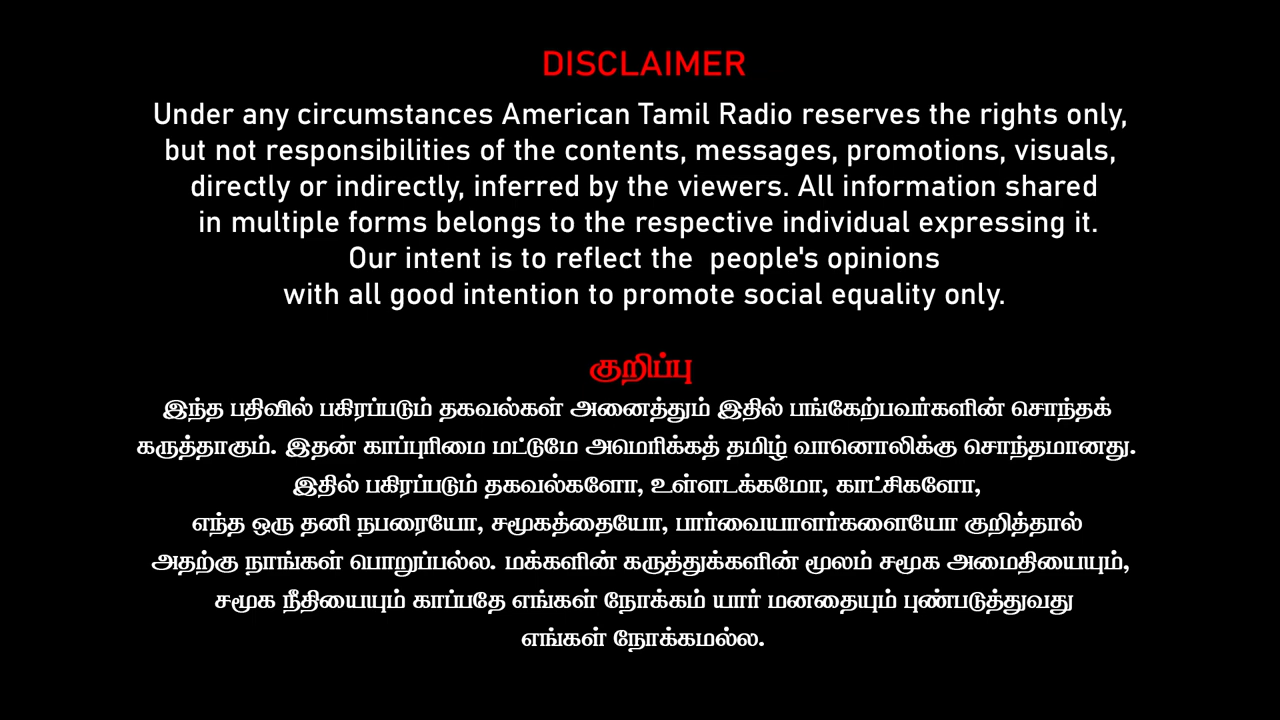 DISCLAIMER
Under any circumstances American Tamil Radio reserves the rights only,
but not responsibilities of the contents, messages, promotions, visuals,
directly or indirectly, inferred by the viewers. All information shared
in multiple forms belongs to the respective individual expressing it.
Our intent is to reflect the  people's opinions
with all good intention to promote social equality only.
குறிப்பு
இந்த பதிவில் பகிரப்படும் தகவல்கள் அனைத்தும் இதில் பங்கேற்பவர்களின் சொந்தக்
கருத்தாகும். இதன் காப்புரிமை மட்டுமே அமெரிக்கத் தமிழ் வானொலிக்கு சொந்தமானது.
இதில் பகிரப்படும் தகவல்களோ, உள்ளடக்கமோ, காட்சிகளோ,
எந்த ஒரு தனி நபரையோ, சமூகத்தையோ, பார்வையாளர்களையோ குறித்தால்
அதற்கு நாங்கள் பொறுப்பல்ல. மக்களின் கருத்துக்களின் மூலம் சமூக அமைதியையும்,
சமூக நீதியையும் காப்பதே எங்கள் நோக்கம் யார் மனதையும் புண்படுத்துவது
எங்கள் நோக்கமல்ல.